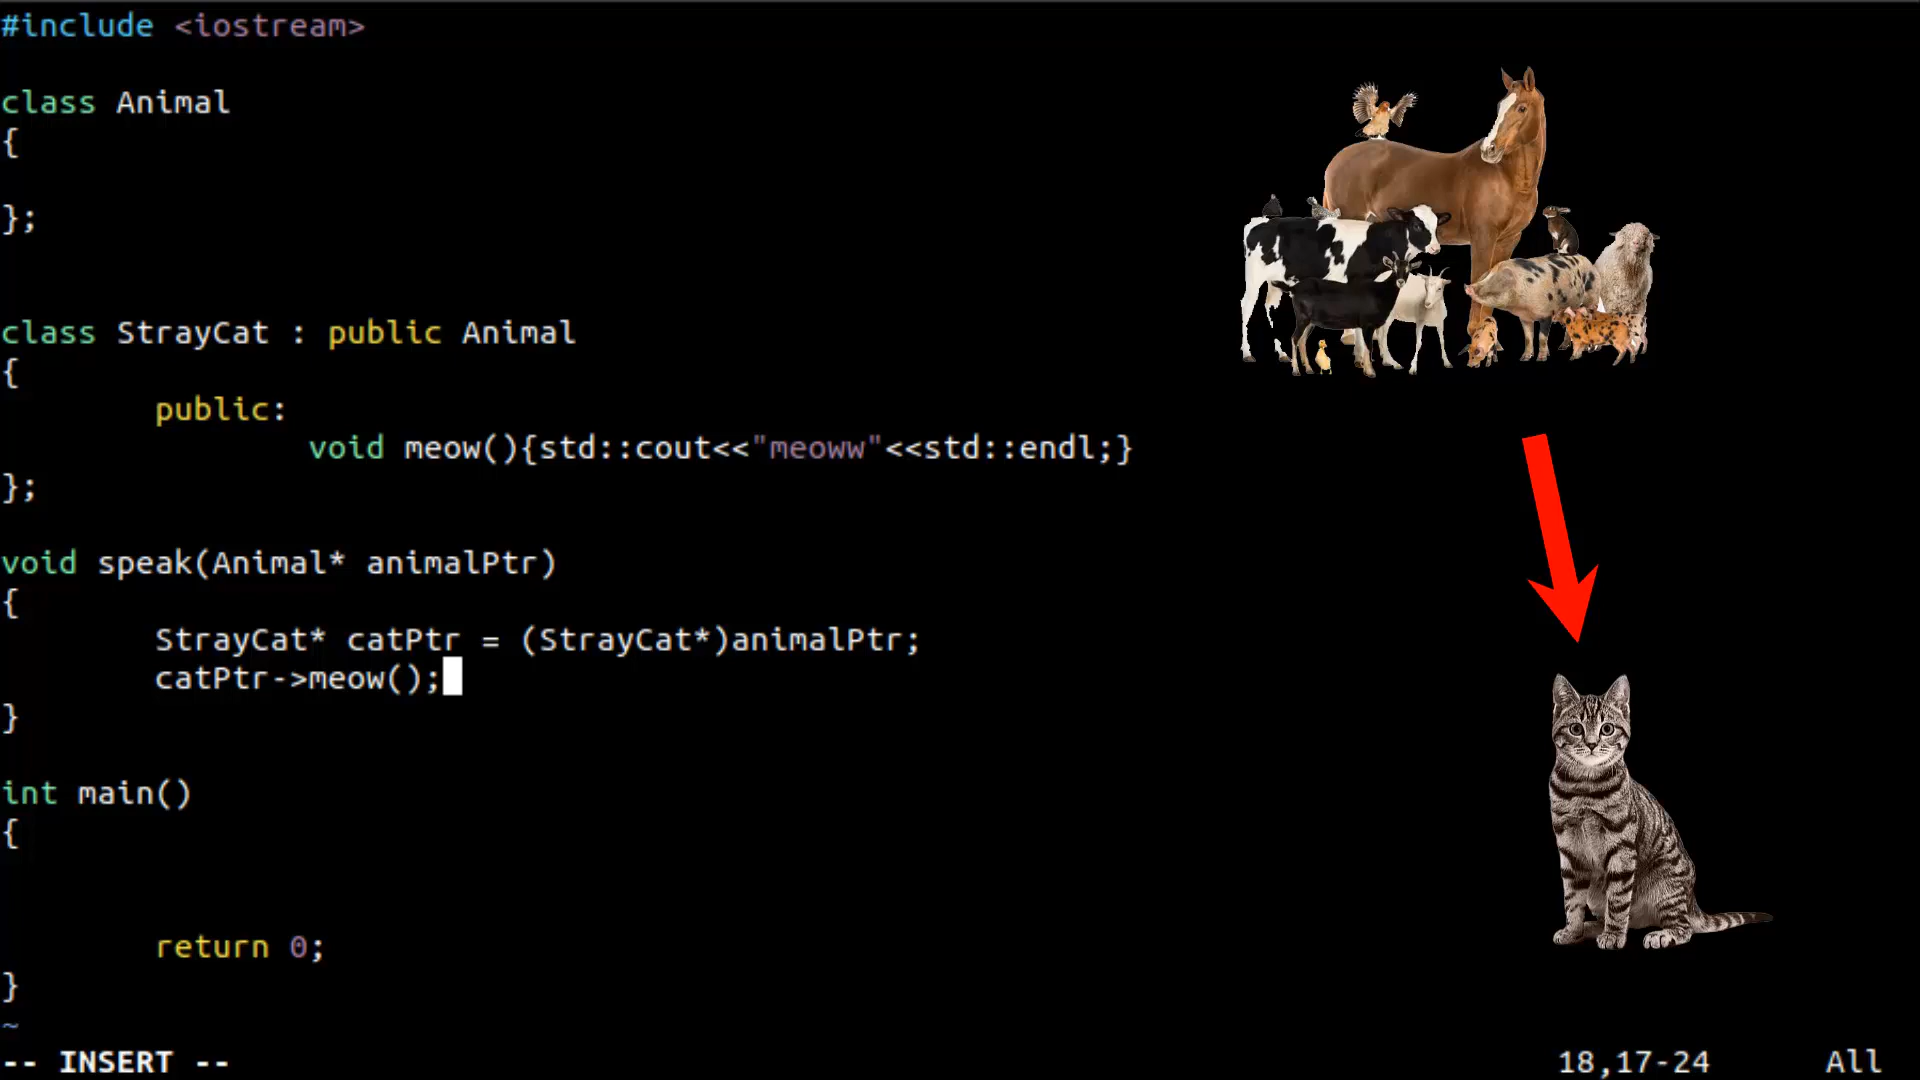 #include <iostream>
class Animal
{
};
class StrayCat : public Animal
{
public:
void meow(){std::cout<<"meoww"<<std::endl;}
};
void speak(Animal* animalPtr)
{
StrayCat* catPtr = (StrayCat*)animalPtr;
catPtr->meow();
}
int main()
{
return 0;
}
~
-- INSERT -- 18,17-24 All